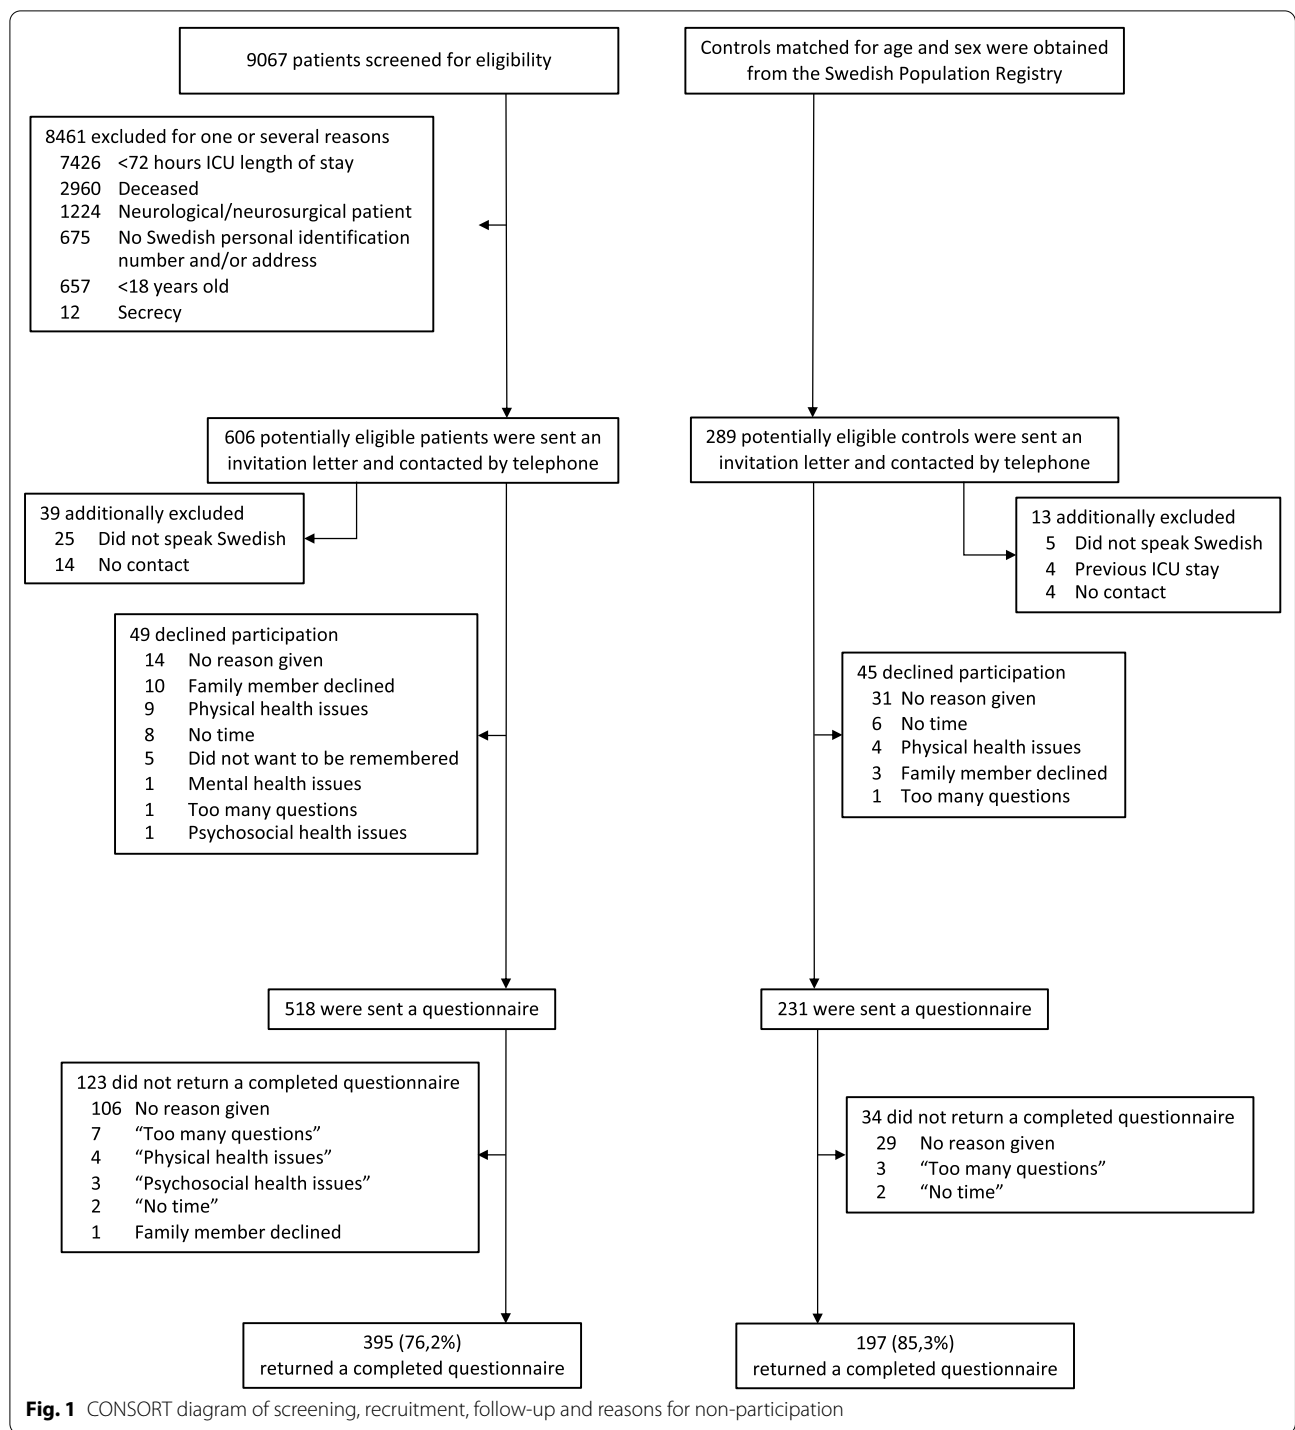 9067 patients screened for eligibility
Controls matched for age and sex were obtained
from the Swedish Population Registry
8461 excluded for one or several reasons
7426 <72 hours ICU length of stay
2960 Deceased
1224 Neurological/neurosurgical patient
675 No Swedish personal identification
number and/or address
657 <18 years old
12 Secrecy
606 potentially eligible patients were sent an
invitation letter and contacted by telephone
289 potentially eligible controls were sent an
invitation letter and contacted by telephone
39 additionally excluded
25 Did not speak Swedish
14 No contact
13 additionally excluded
5 Did not speak Swedish
4 Previous ICU stay
4 No contact
49 declined participation
14 No reason given
10 Family member declined
9 Physical health issues
8 No time
5 Did not want to be remembered
1 Mental health issues
1 Too many questions
1 Psychosocial health issues
45 declined participation
31 No reason given
6 No time
4 Physical health issues
3 Family member declined
1 Too many questions
518 were sent a questionnaire
231 were sent a questionnaire
123 did not return a completed questionnaire
106 No reason given
7 “Too many questions”
4 “Physical health issues”
3 “Psychosocial health issues”
2 “No time”
1 Family member declined
34 did not return a completed questionnaire
29 No reason given
3 “Too many questions”
2 “No time”
395 (76,2%)
returned a completed questionnaire
197 (85,3%)
returned a completed questionnaire
Fig. 1 CONSORT diagram of screening, recruitment, follow-up and reasons for non-participation